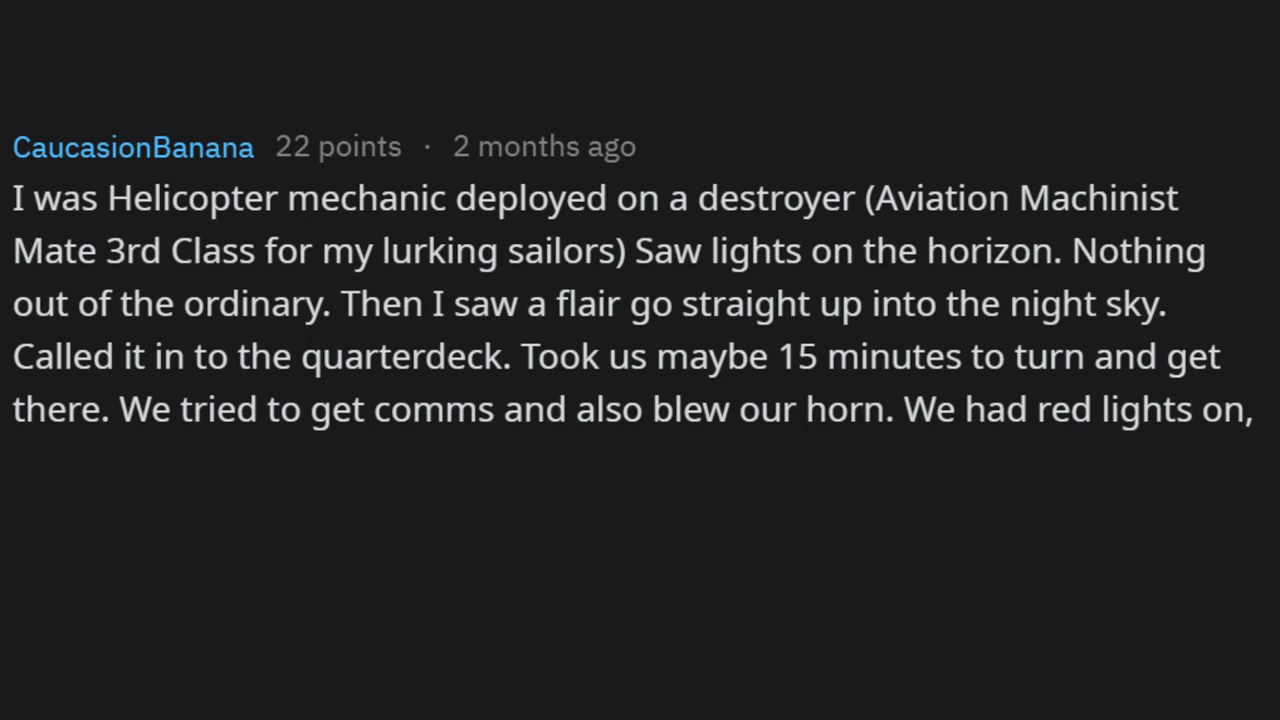 CaucasionBanana 22 points · 2 months ago
I was Helicopter mechanic deployed on a destroyer (Aviation Machinist
Mate 3rd Class for my lurking sailors) Saw lights on the horizon. Nothing
out of the ordinary. Then I saw a flair go straight up into the night sky.
Called it in to the quarterdeck. Took us maybe 15 minutes to turn and get
there. We tried to get comms and also blew our horn. We had red lights on,